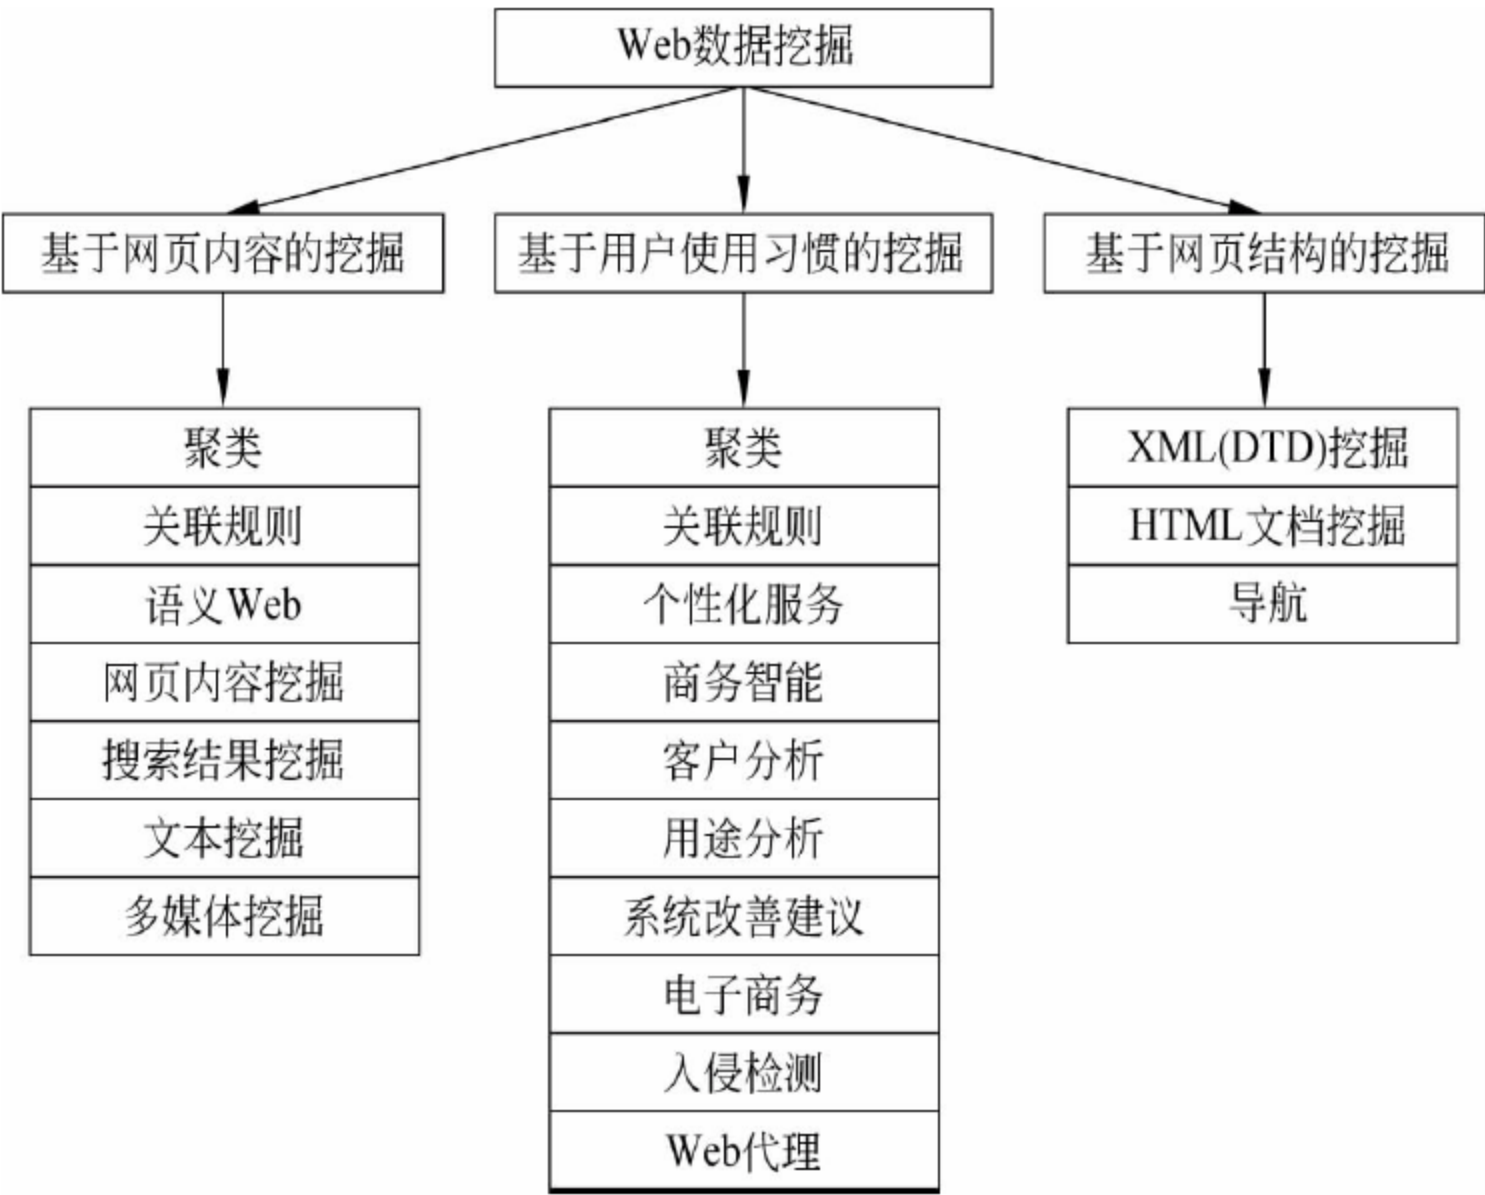 Web数据挖掘
基于网页内容的挖掘
基于用户使用习惯的挖掘
基于网页结构的挖掘
聚类
关联规则
语义Web
网页内容挖掘
搜索结果挖掘
文本挖掘
多媒体挖掘
聚类
关联规则
个性化服务
商务智能
客户分析
用途分析
系统改善建议
电子商务
入侵检测
Web代理
XML(DTD)挖掘
HTML文档挖掘
导航